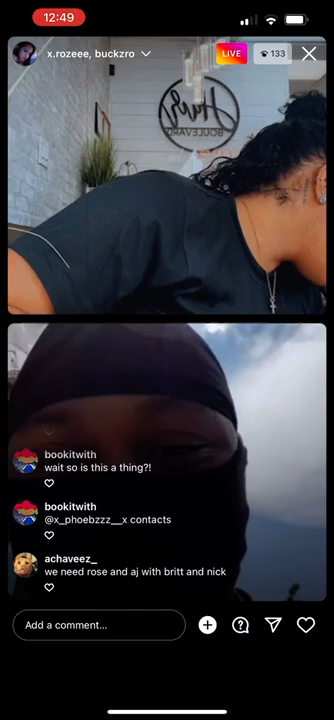 12:49
x.rozeee, buckzro
LIVE
133
BOULEVARD
bookitwith
wait so is this a thing?!
bookitwith
@x_phoebzzz__x contacts
achaveez_
we need rose and aj with britt and nick
Add a comment...